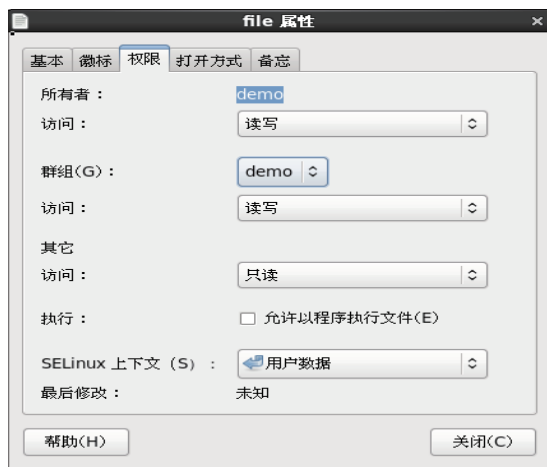 file 属性
基本 徽标 权限 打开方式 备忘
所有者： demo
访问： 读写
群组(G)： demo
访问： 读写
其它
访问： 只读
执行： 允许以程序执行文件(E)
SELinux 上下文（S）： 用户数据
最后修改： 未知
帮助(H) 关闭(C)